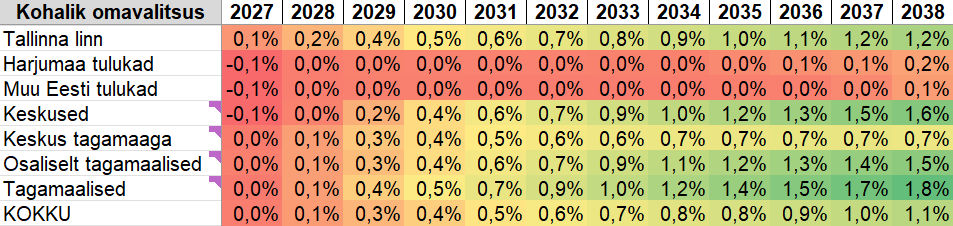 Kohalik omavalitsus 2027 2028 2029 2030 2031 2032 2033 2034 2035 2036 2037 2038
Tallinna linn 0,1% 0,2% 0,4% 0,5% 0,6% 0,7% 0,8% 0,9% 1,0% 1,1% 1,2% 1,2%
Harjumaa tulukad -0,1% 0,0% 0,0% 0,0% 0,0% 0,0% 0,0% 0,0% 0,0% 0,1% 0,1% 0,2%
Muu Eesti tulukad -0,1% 0,0% 0,0% 0,0% 0,0% 0,0% 0,0% 0,0% 0,0% 0,0% 0,0% 0,1%
Keskused -0,1% 0,0% 0,2% 0,4% 0,6% 0,7% 0,9% 1,0% 1,2% 1,3% 1,5% 1,6%
Keskus tagamaaga 0,0% 0,1% 0,3% 0,4% 0,5% 0,6% 0,6% 0,7% 0,7% 0,7% 0,7% 0,7%
Osaliselt tagamaalised 0,0% 0,1% 0,3% 0,4% 0,6% 0,7% 0,9% 1,1% 1,2% 1,3% 1,4% 1,5%
Tagamaalised 0,0% 0,1% 0,4% 0,5% 0,7% 0,9% 1,0% 1,2% 1,4% 1,5% 1,7% 1,8%
KOKKU 0,0% 0,1% 0,3% 0,4% 0,5% 0,6% 0,7% 0,8% 0,8% 0,9% 1,0% 1,1%